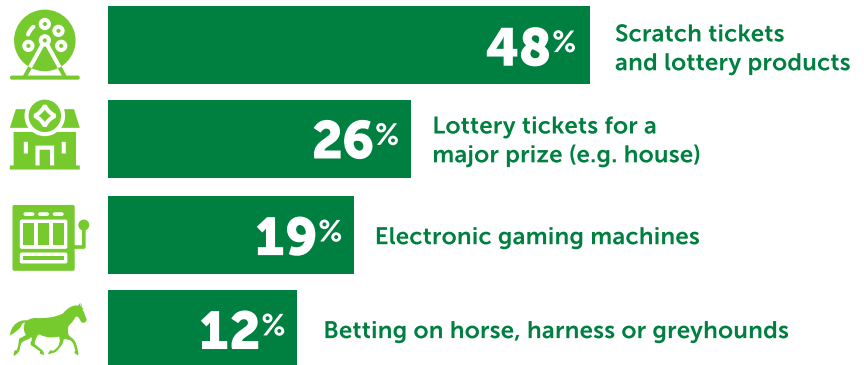 48%
Scratch tickets
and lottery products
26%
Lottery tickets for a
major prize (e.g. house)
19%
Electronic gaming machines
12%
Betting on horse, harness or greyhounds